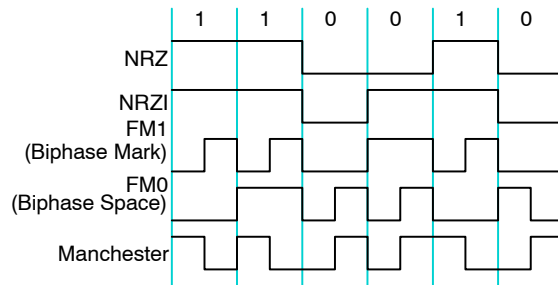 1 1 0 0 1 0
NRZ
NRZI
FM1
(Biphase Mark)
FM0
(Biphase Space)
Manchester